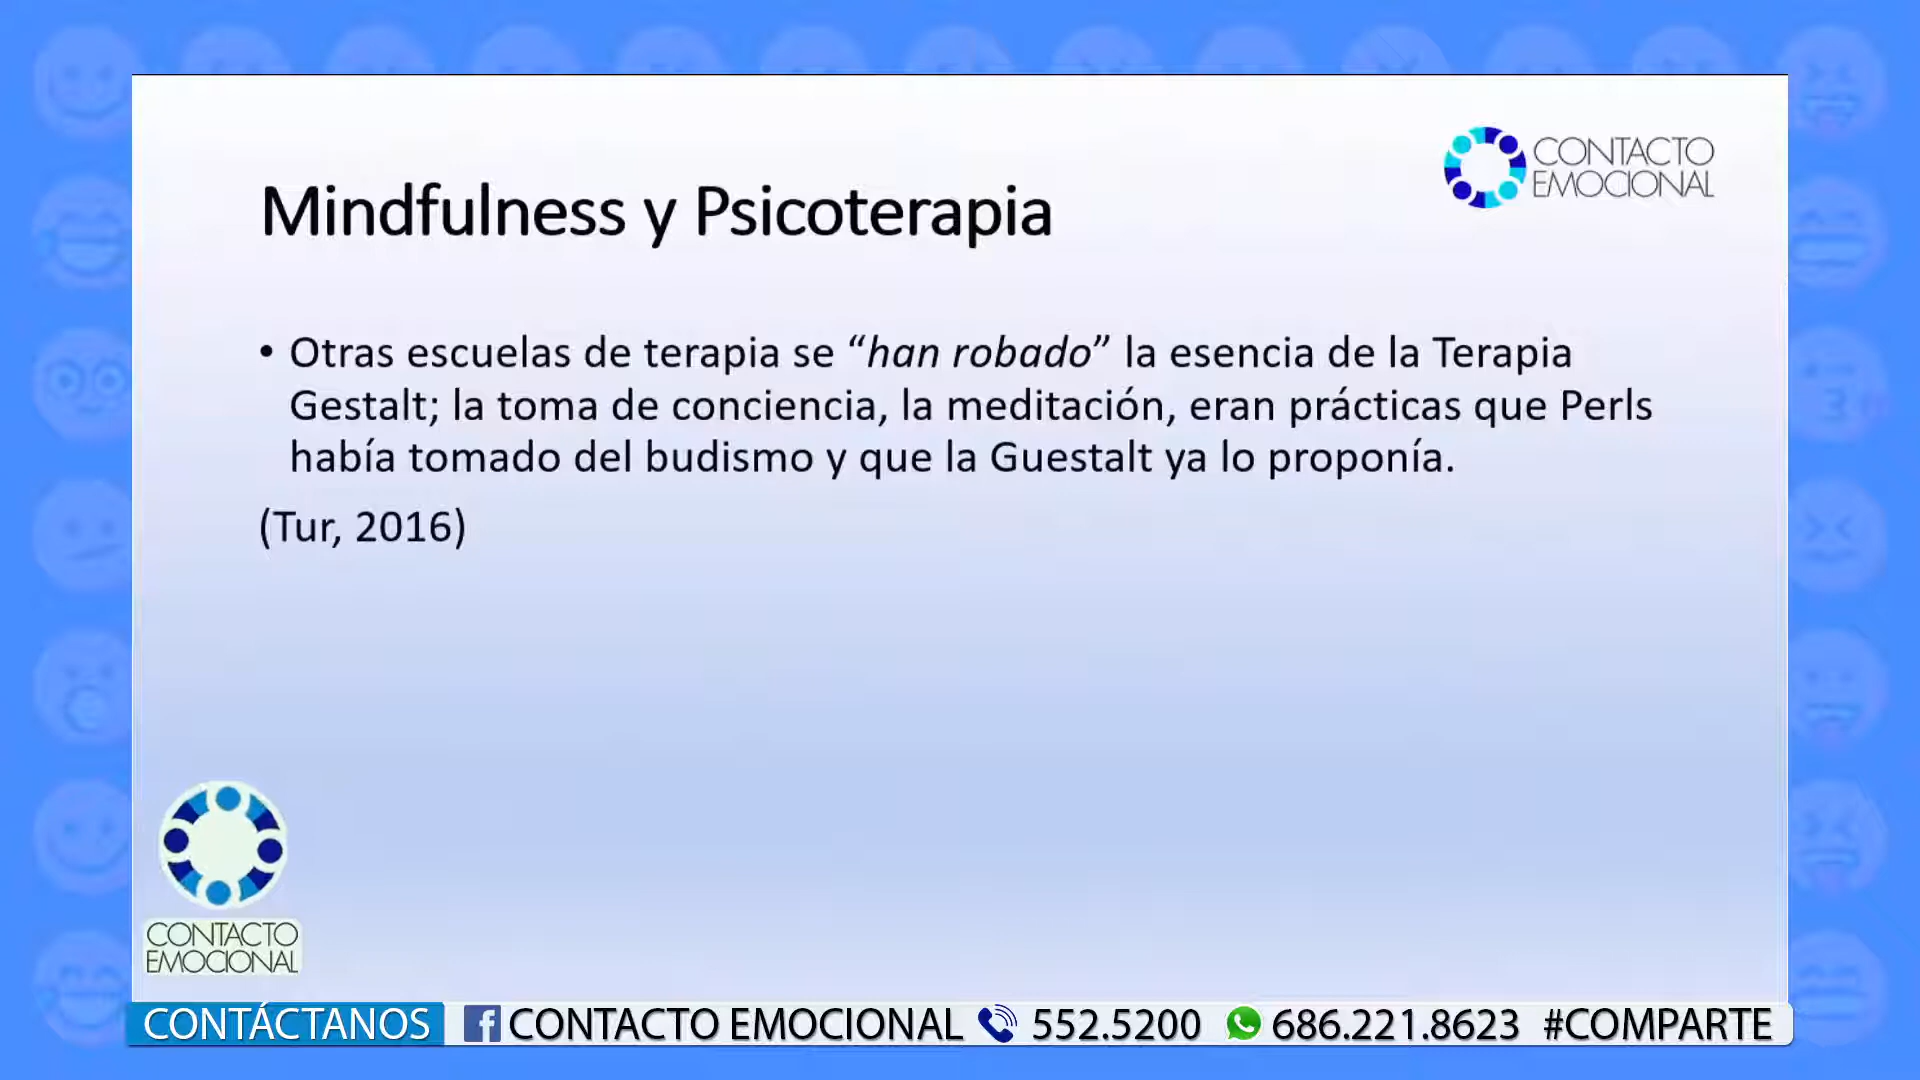 CONTACTO
EMOCIONAL
Mindfulness y Psicoterapia
• Otras escuelas de terapia se “han robado” la esencia de la Terapia
Gestalt; la toma de conciencia, la meditación, eran prácticas que Perls
había tomado del budismo y que la Guestalt ya lo proponía.
(Tur, 2016)
CONTACTO
EMOCIONAL
CONTÁCTANOS CONTACTO EMOCIONAL 552.5200 686.221.8623 #COMPARTE